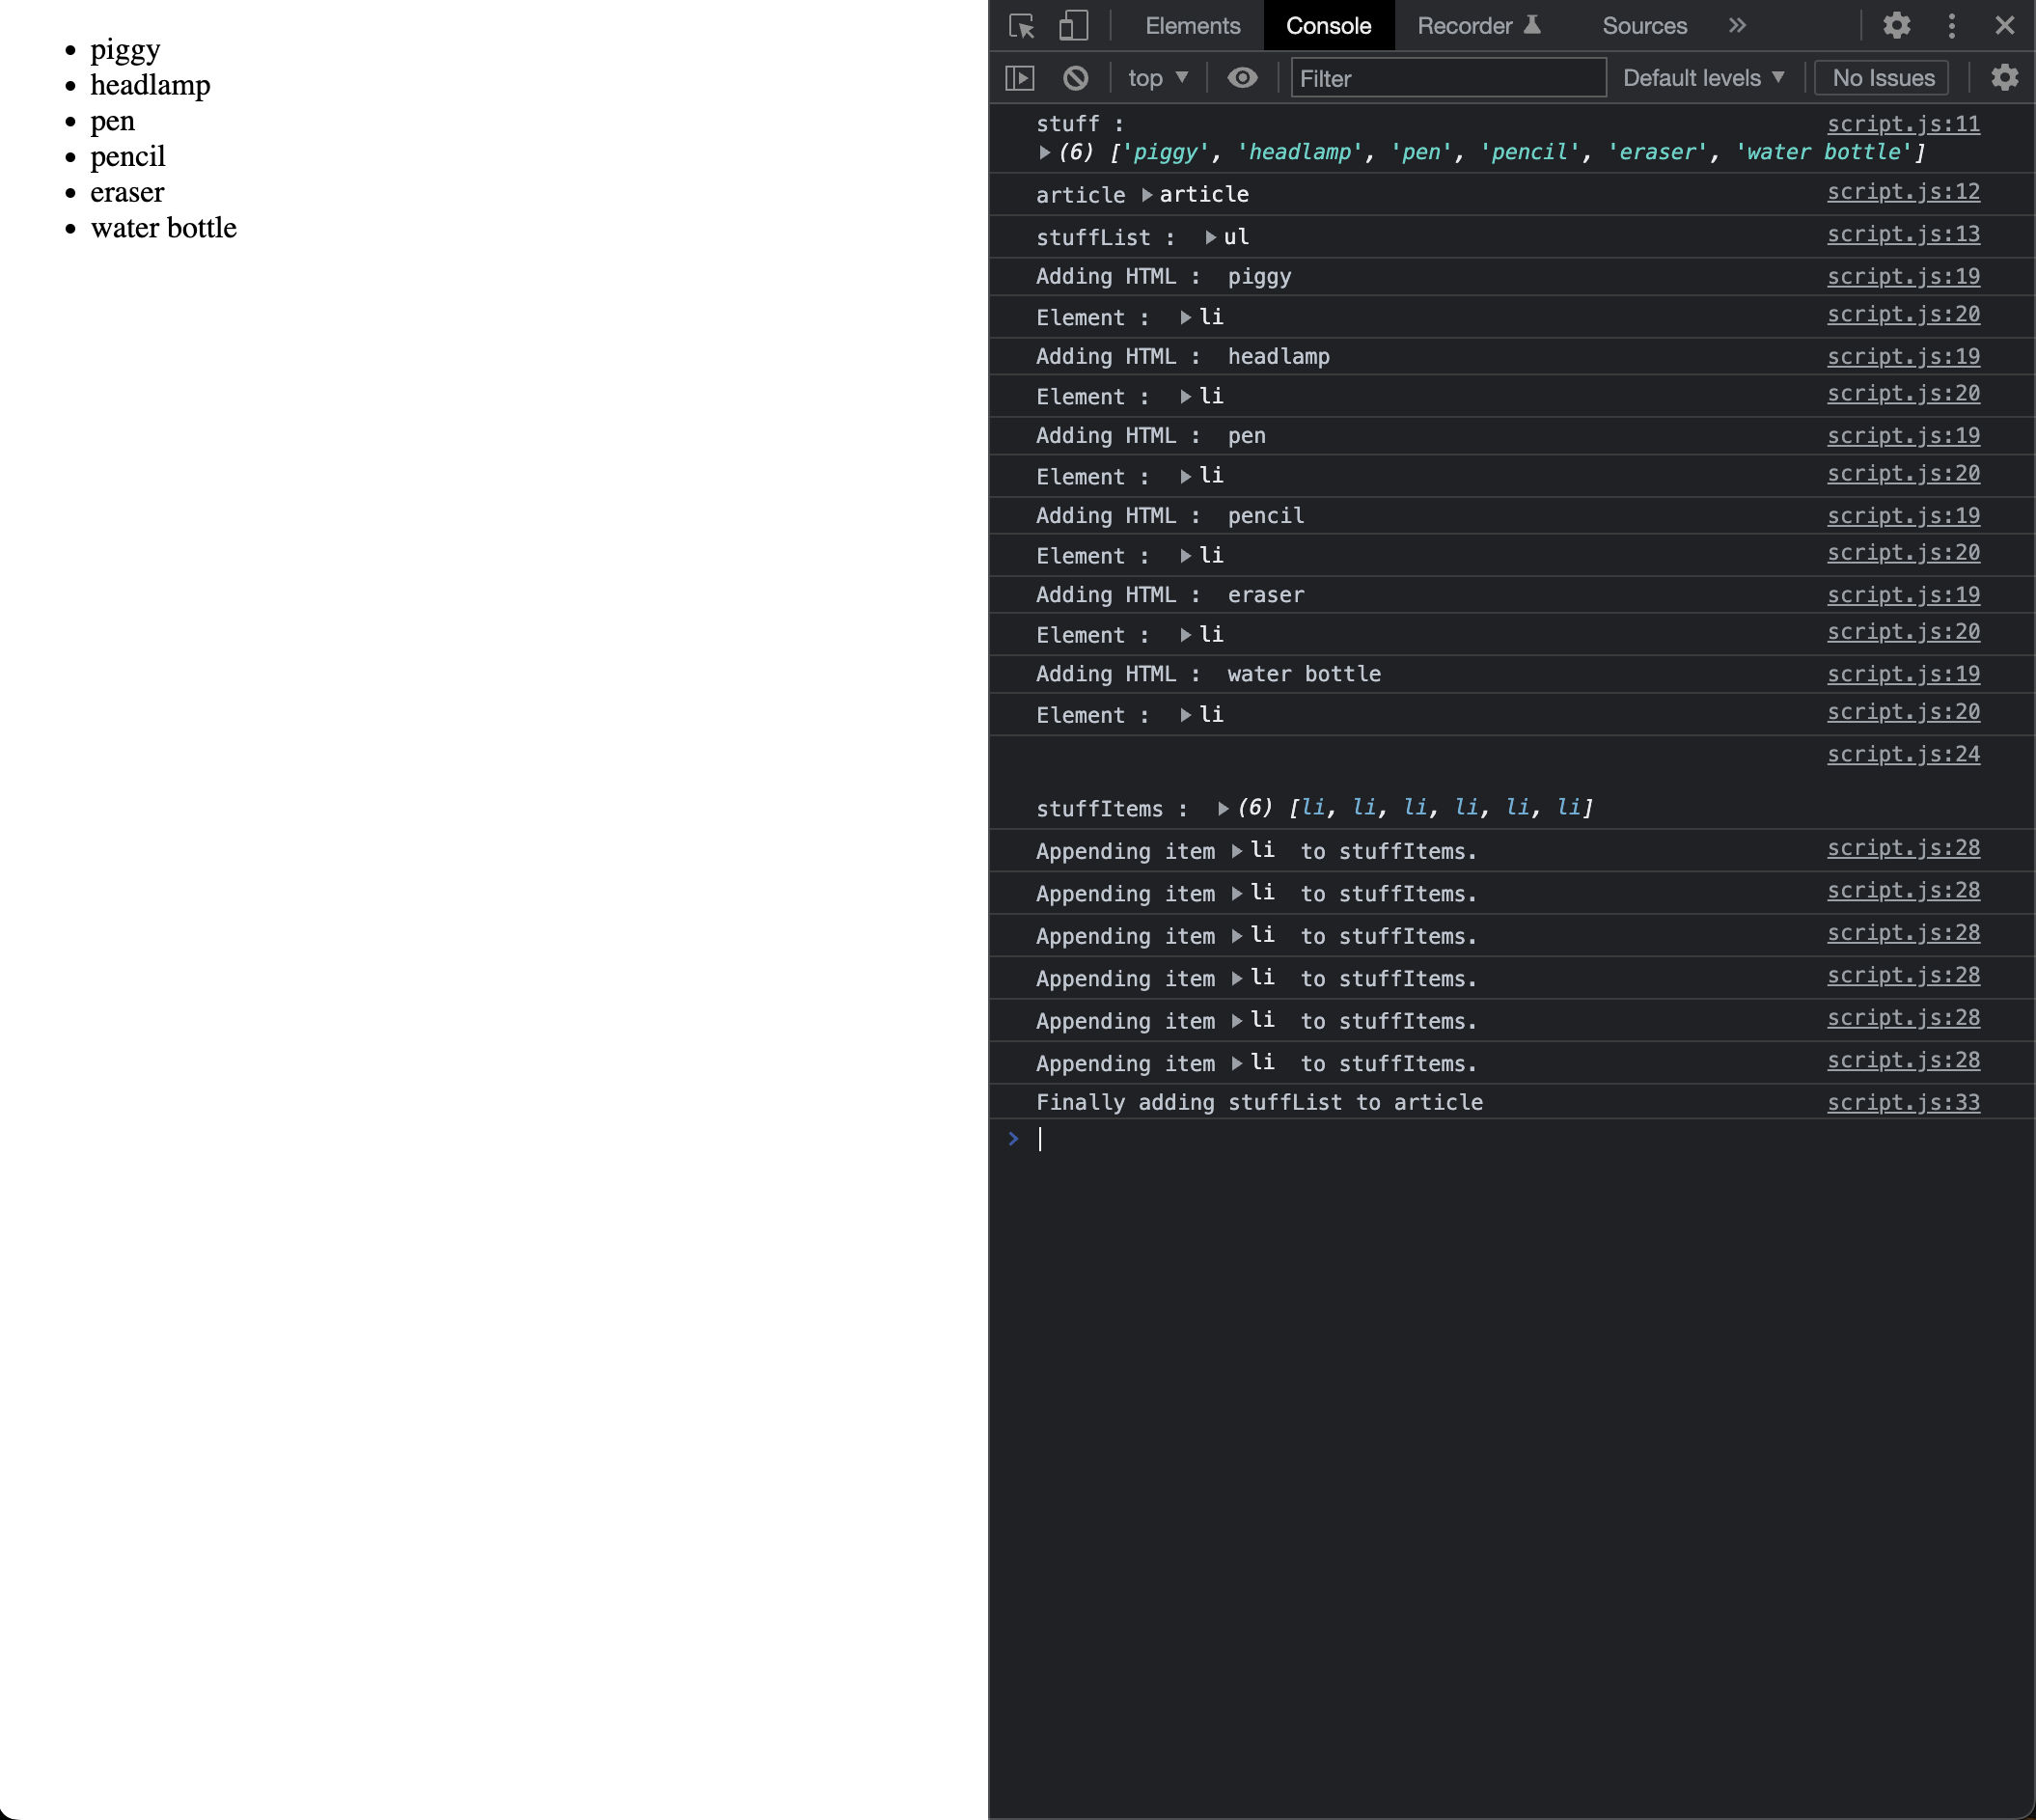 piggy
headlamp
pen
pencil
eraser
water bottle
Elements Console Recorder Sources
top Filter Default levels No Issues
stuff : script.js:11
(6) ['piggy', 'headlamp', 'pen', 'pencil', 'eraser', 'water bottle']
article article script.js:12
stuffList : ul script.js:13
Adding HTML : piggy script.js:19
Element : li script.js:20
Adding HTML : headlamp script.js:19
Element : li script.js:20
Adding HTML : pen script.js:19
Element : li script.js:20
Adding HTML : pencil script.js:19
Element : li script.js:20
Adding HTML : eraser script.js:19
Element : li script.js:20
Adding HTML : water bottle script.js:19
Element : li script.js:20
script.js:24
stuffItems : (6) [li, li, li, li, li, li]
Appending item li to stuffItems. script.js:28
Appending item li to stuffItems. script.js:28
Appending item li to stuffItems. script.js:28
Appending item li to stuffItems. script.js:28
Appending item li to stuffItems. script.js:28
Appending item li to stuffItems. script.js:28
Finally adding stuffList to article script.js:33